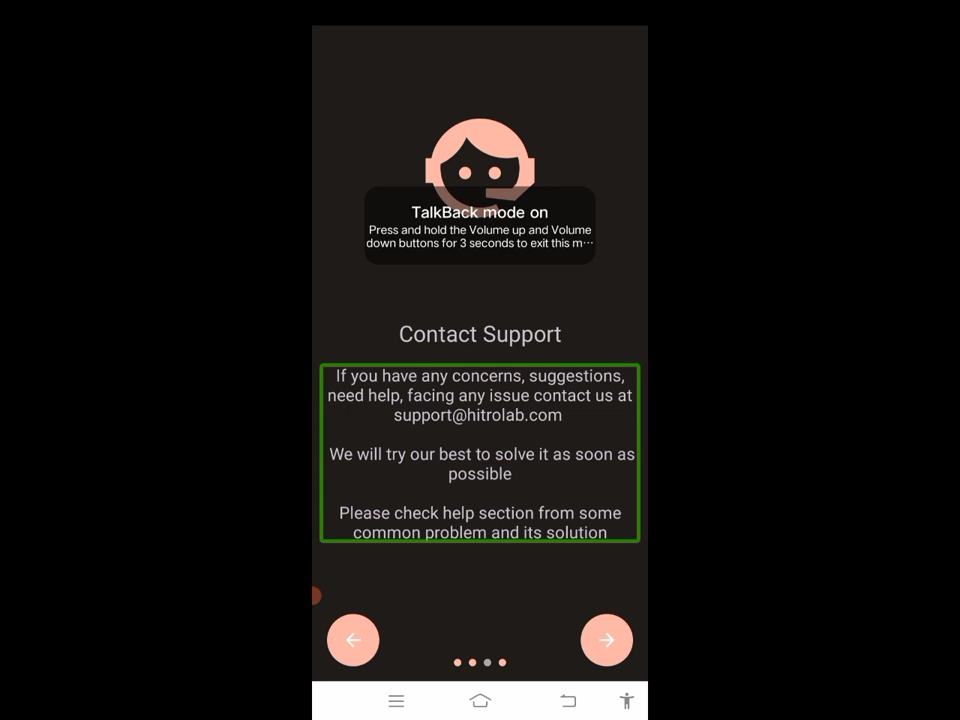 TalkBack mode on
Press and hold the Volume up and Volume
down buttons for 3 seconds to exit this m···
Contact Support
If you have any concerns, suggestions,
need help, facing any issue contact us at
support@hitrolab.com
We will try our best to solve it as soon as
possible
Please check help section from some
common problem and its solution